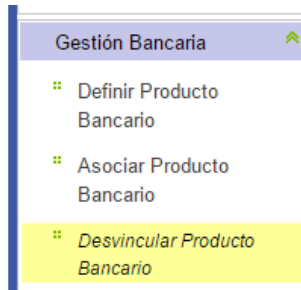 Gestión Bancaria
Definir Producto
Bancario
Asociar Producto
Bancario
Desvincular Producto
Bancario